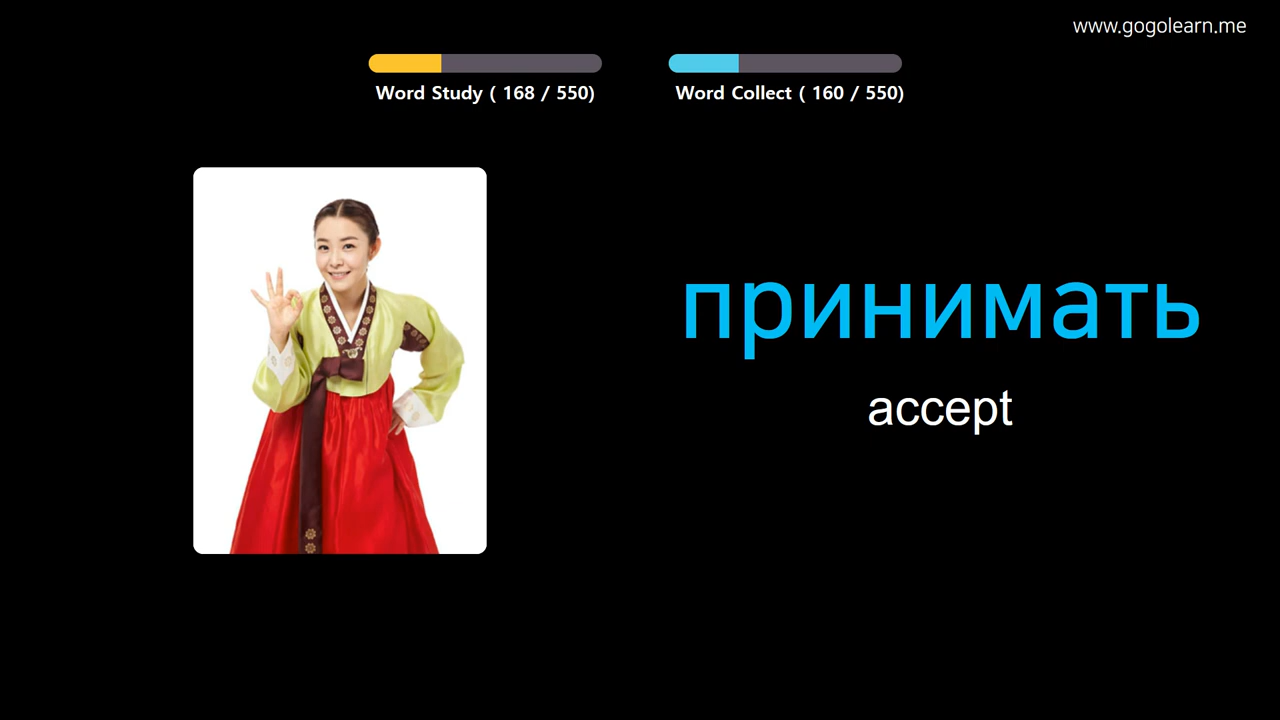 www.gogolearn.me
Word Study ( 168 / 550)
Word Collect ( 160 / 550)
принимать
accept